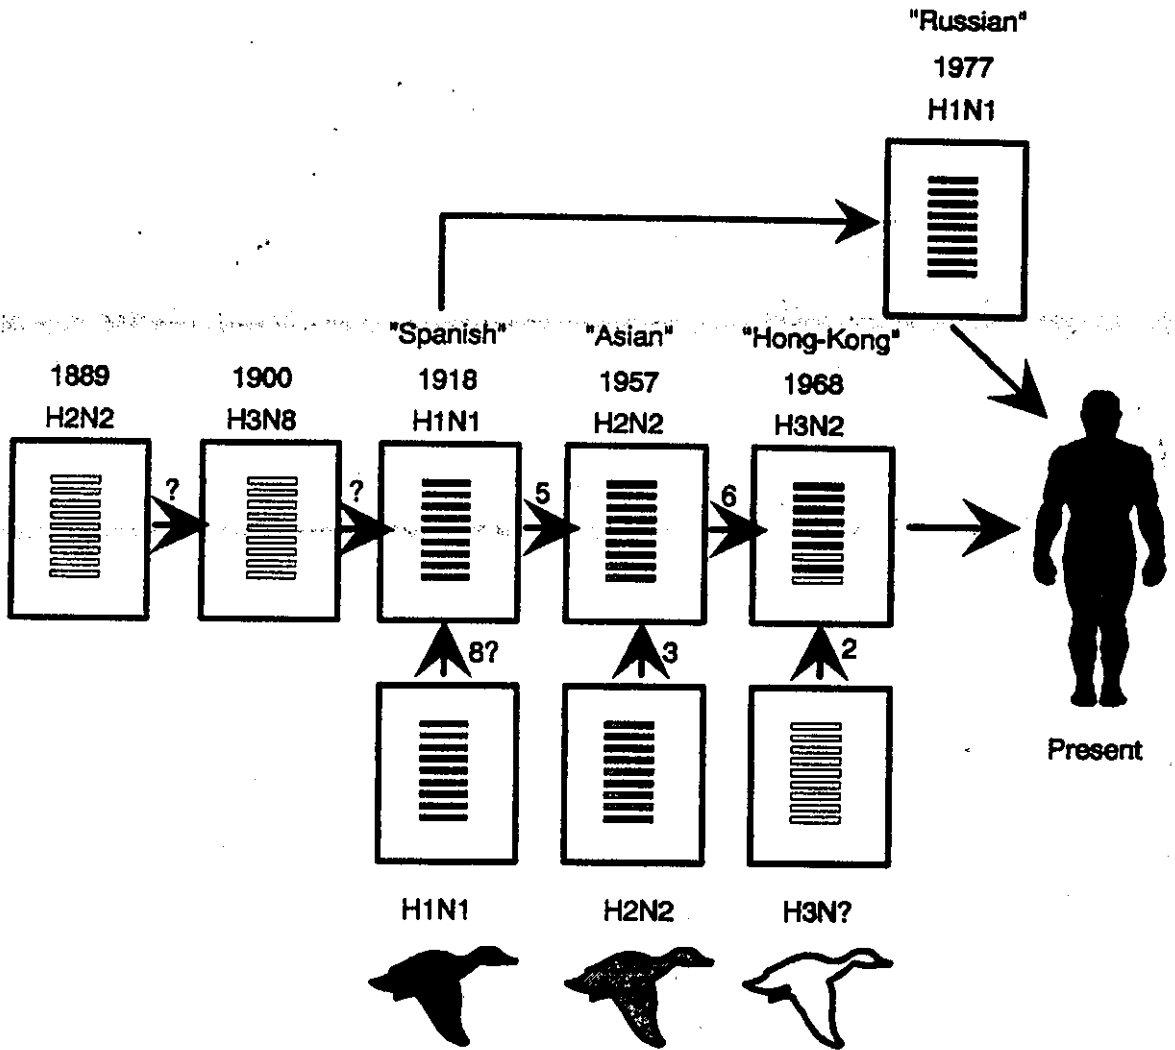 "Russian"
1977
H1N1
"Spanish"
"Asian"
"Hong-Kong"
1889
1900
1918
1957
1968
H2N2
H3N8
H1N1
H2N2
H3N2
?
?
5
6
8?
3
2
Present
H1N1
H2N2
H3N?